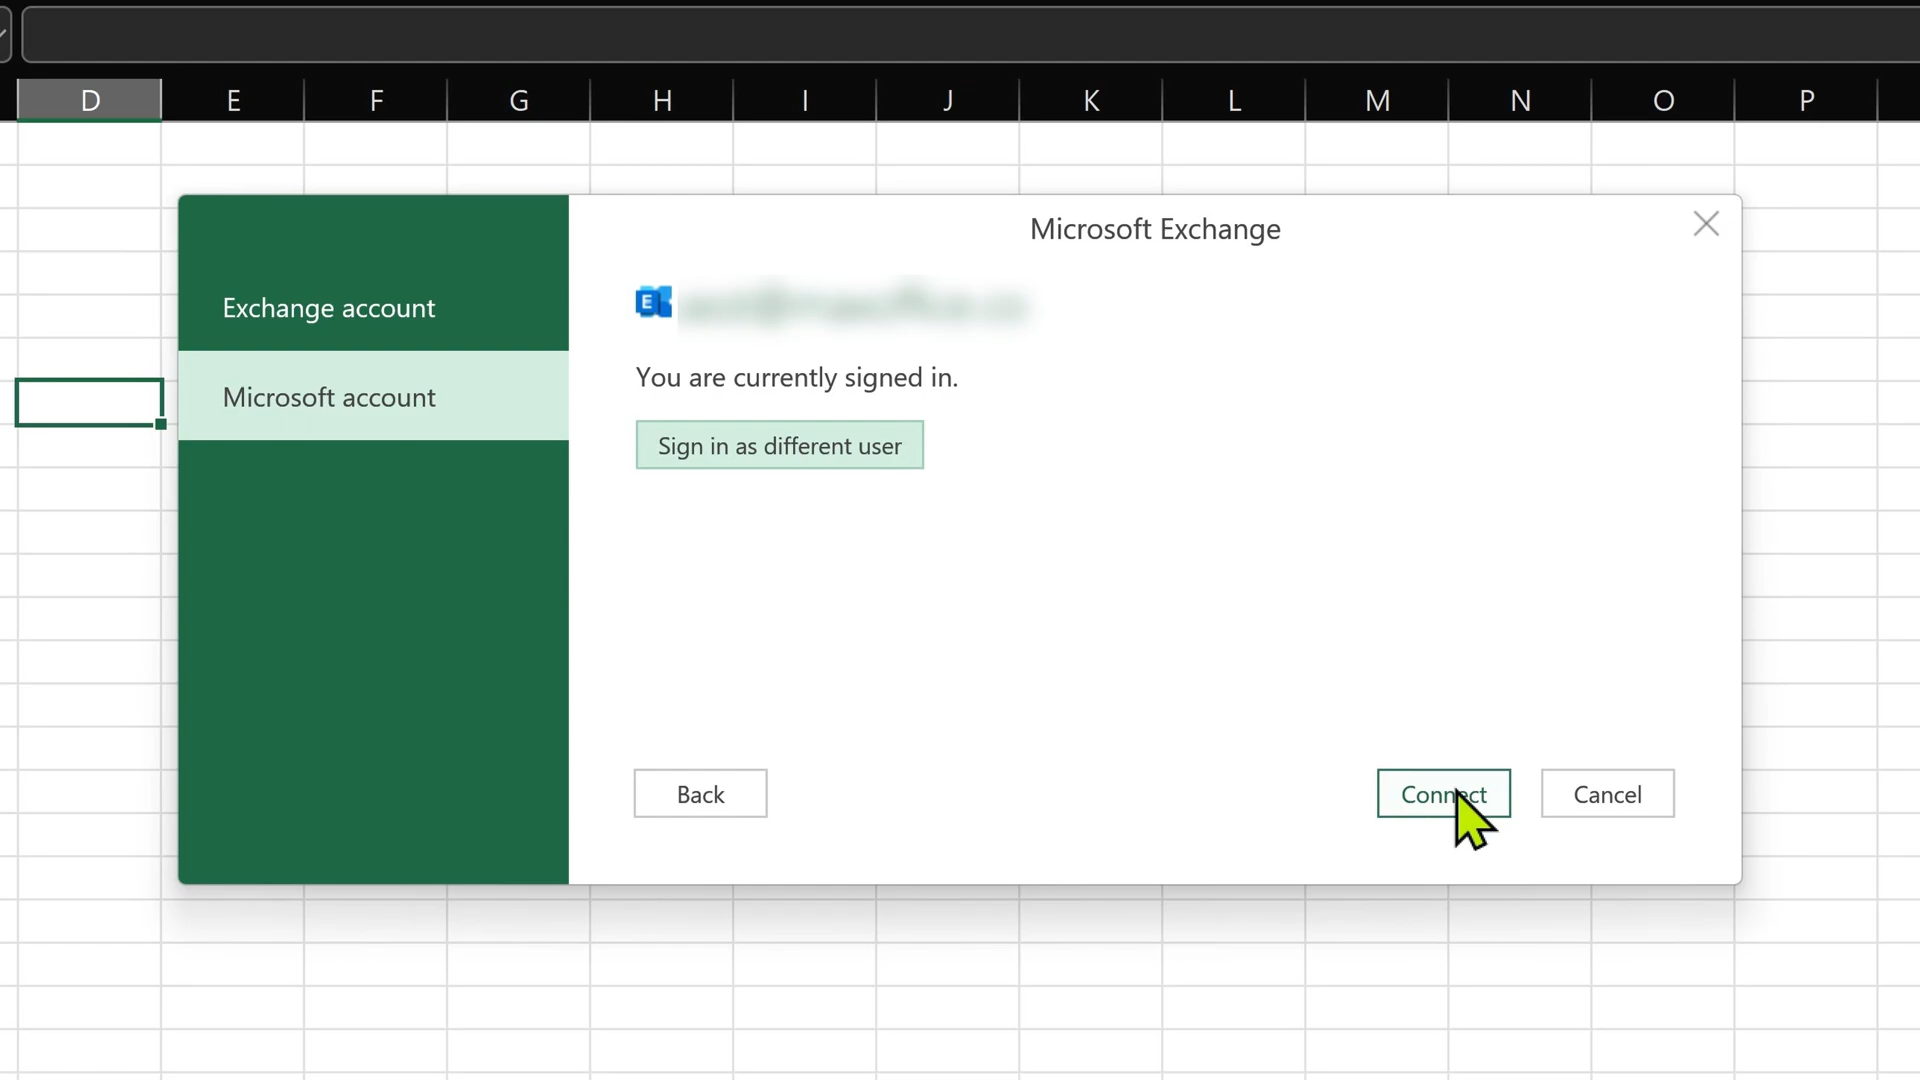 D E F G H I J K L M N O P
Microsoft Exchange
Exchange account
E
Microsoft account
You are currently signed in.
Sign in as different user
Back
Connect
Cancel